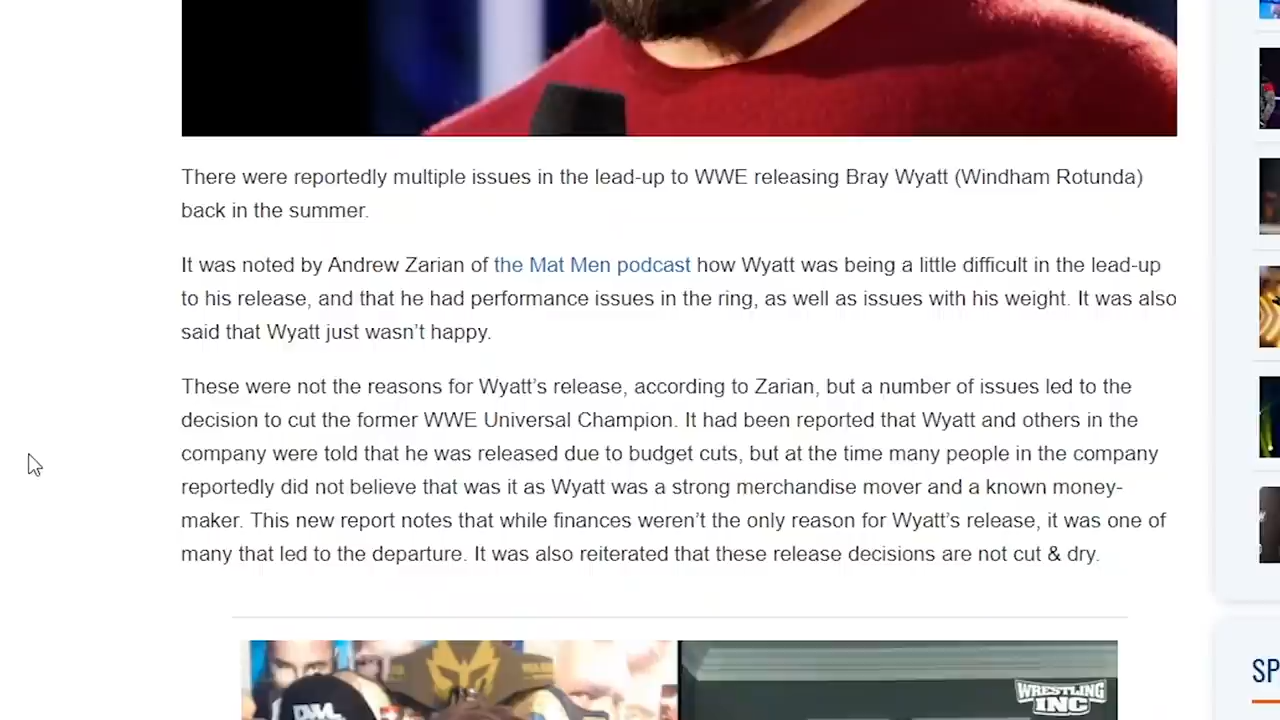 There were reportedly multiple issues in the lead-up to WWE releasing Bray Wyatt (Windham Rotunda)
back in the summer.
It was noted by Andrew Zarian of the Mat Men podcast how Wyatt was being a little difficult in the lead-up
to his release, and that he had performance issues in the ring, as well as issues with his weight. It was also
said that Wyatt just wasn't happy.
These were not the reasons for Wyatt's release, according to Zarian, but a number of issues led to the
decision to cut the former WWE Universal Champion. It had been reported that Wyatt and others in the
company were told that he was released due to budget cuts, but at the time many people in the company
reportedly did not believe that was it as Wyatt was a strong merchandise mover and a known money-
maker. This new report notes that while finances weren't the only reason for Wyatt's release, it was one of
many that led to the departure. It was also reiterated that these release decisions are not cut & dry.
SP
WRESTLING
INC